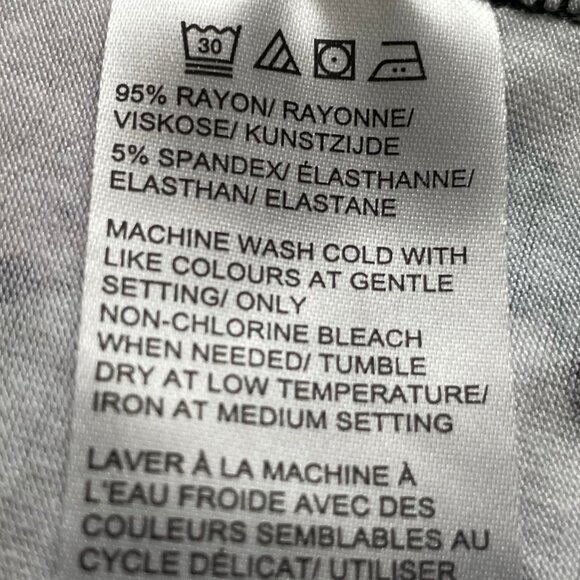 30
95% RAYON/ RAYONNE/
VISKOSE/ KUNSTZIJDE
5% SPANDEX/ ÉLASTHANNE/
ELASTHAN/ ELASTANE
MACHINE WASH COLD WITH
LIKE COLOURS AT GENTLE
SETTING/ ONLY
NON-CHLORINE BLEACH
WHEN NEEDED/ TUMBLE
DRY AT LOW TEMPERATURE/
IRON AT MEDIUM SETTING
LAVER À LA MACHINE À
L'EAU FROIDE AVEC DES
COULEURS SEMBLABLES AU
CYCLE DÉLICAT/ UTILISER